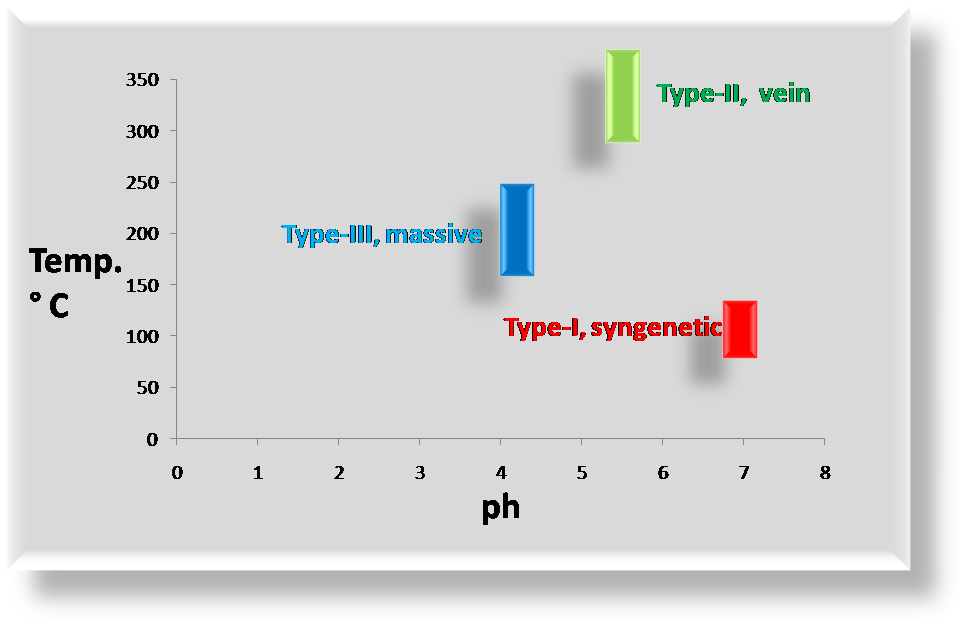 350
Type-II, vein
300
250
Type-III, massive
200
Temp.
° C
150
Type-I, syngenetic
100
50
0
0 1 2 3 4 5 6 7 8
ph